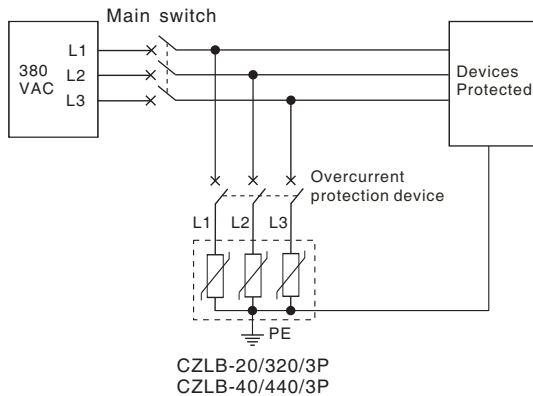 Main switch
380
VAC
L1
L2
L3
Devices
Protected
Overcurrent
protection device
L1
L2
L3
PE
CZLB-20/320/3P
CZLB-40/440/3P